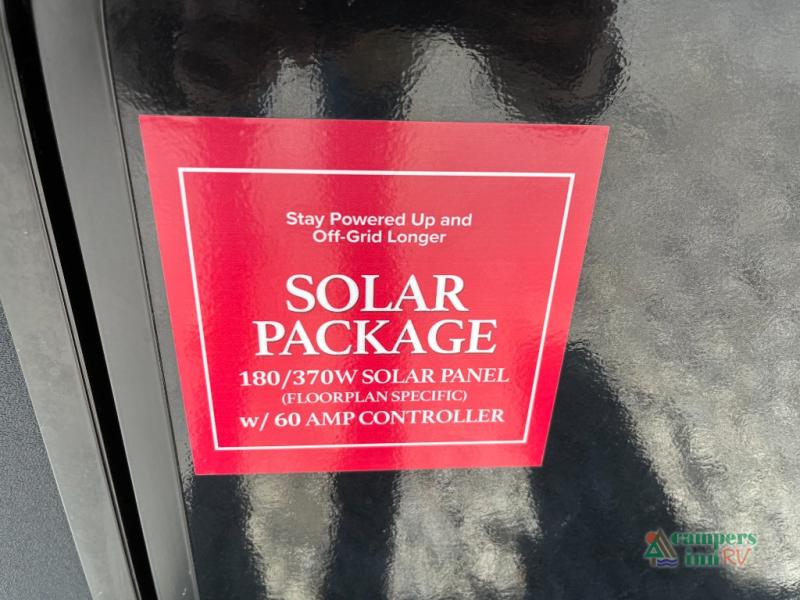 Stay Powered Up and
Off-Grid Longer
SOLAR
PACKAGE
180/370W SOLAR PANEL
(FLOORPLAN SPECIFIC)
w/ 60 AMP CONTROLLER
campers
inn RV